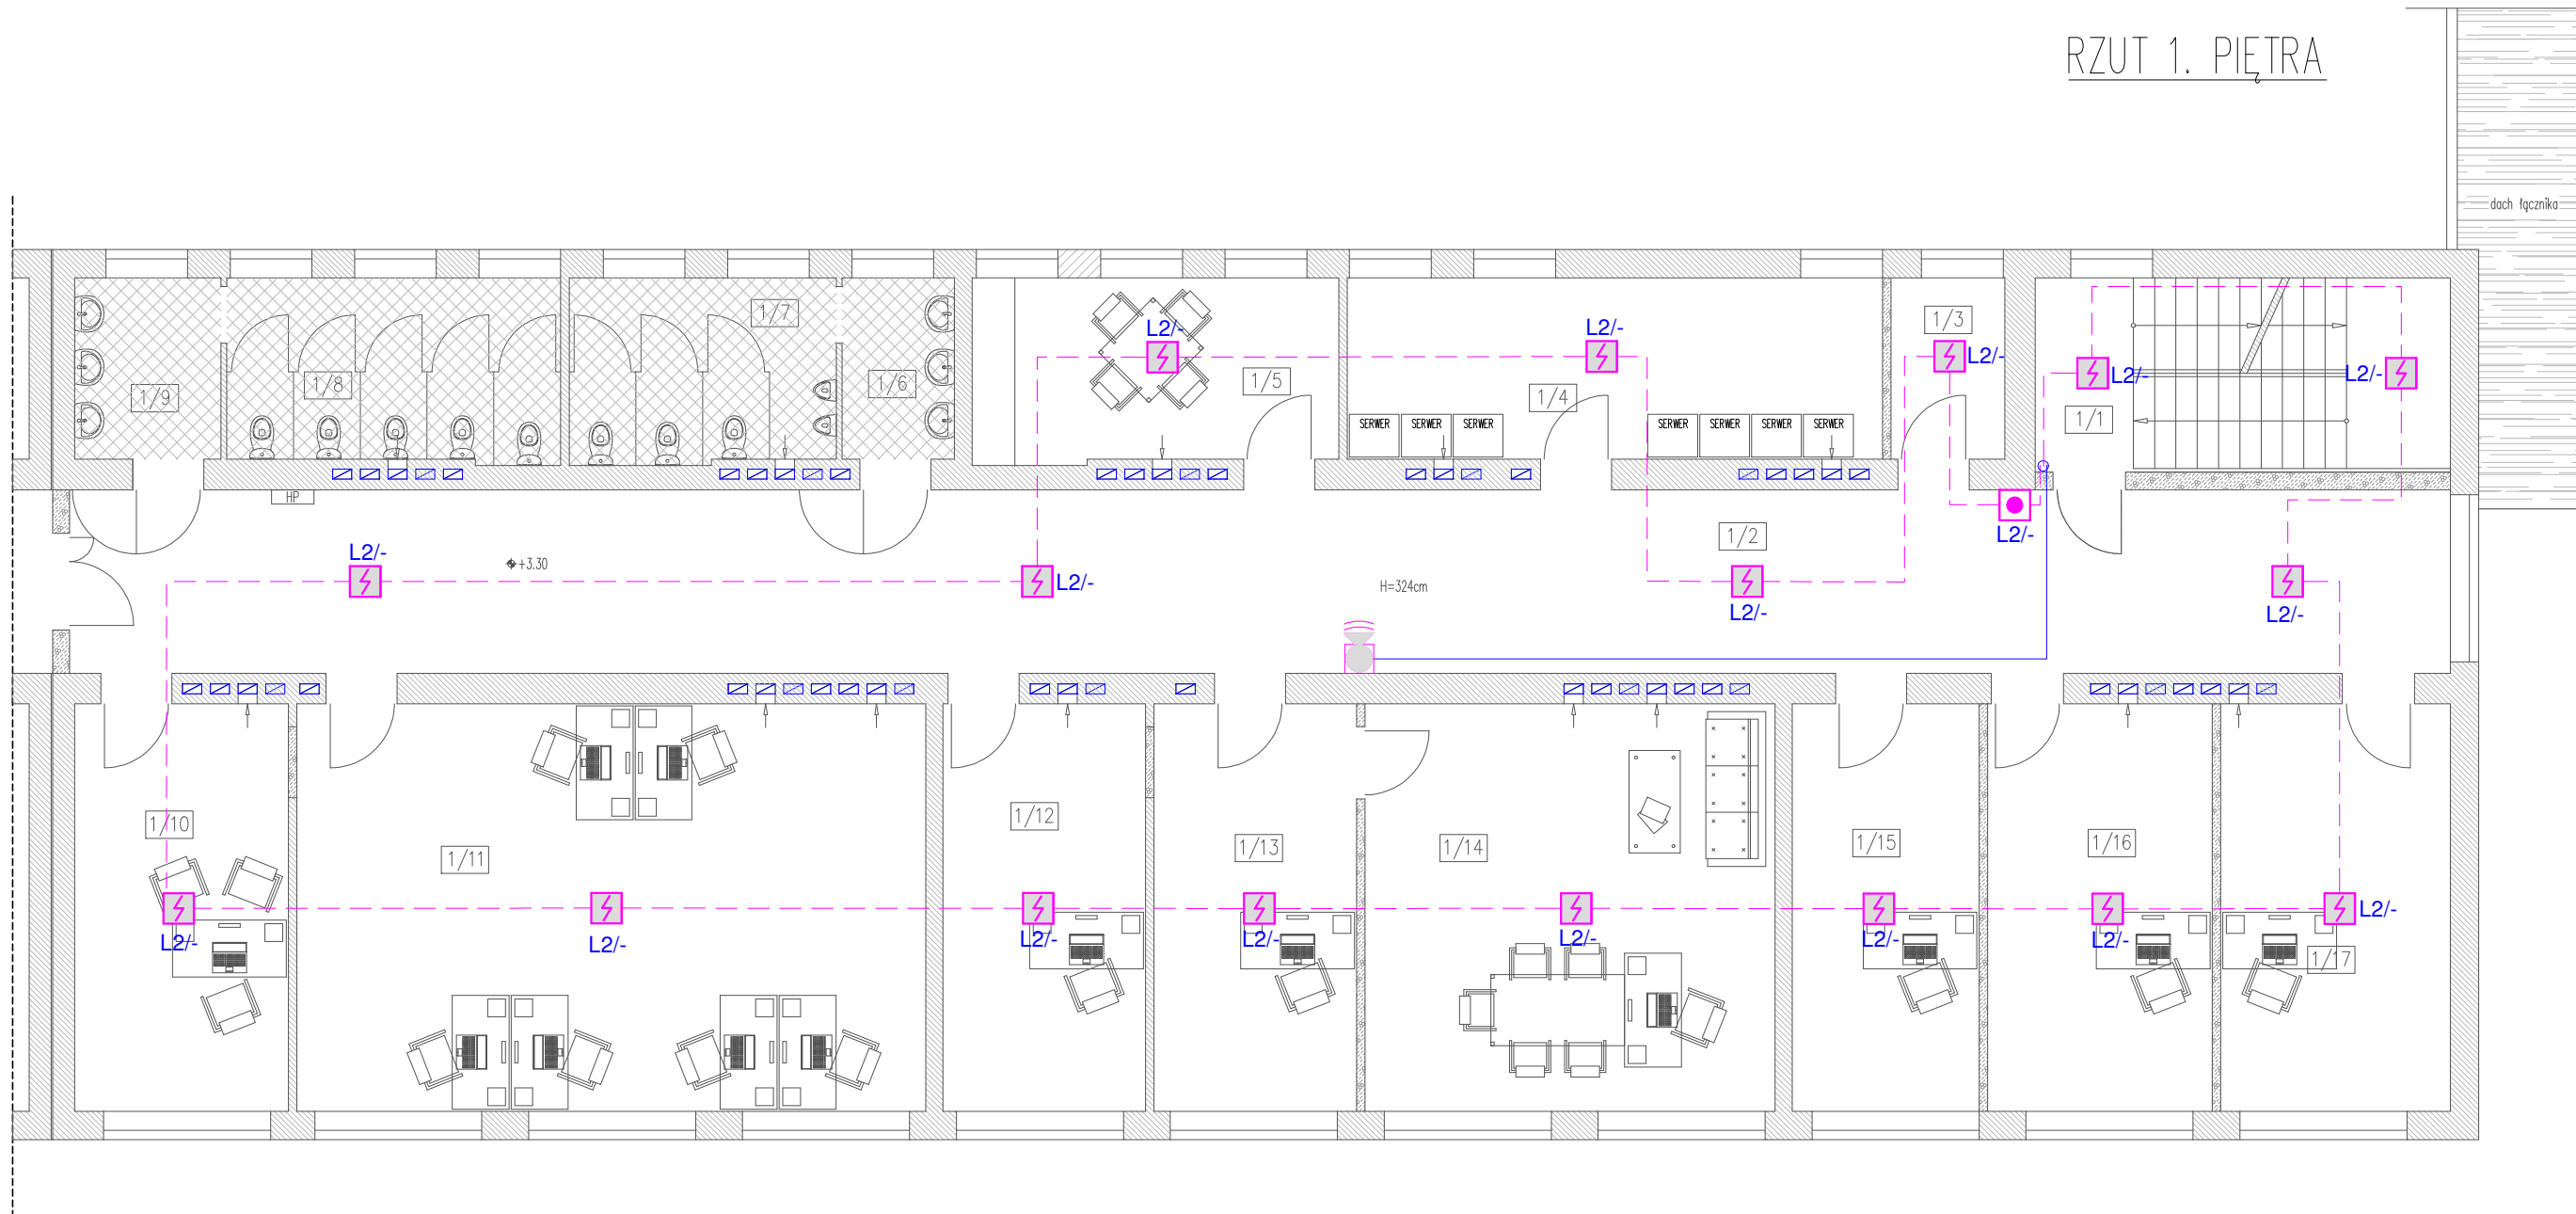 RZUT 1. PIĘTRA
dach łącznika
1/7
1/3
L2/-
L2/-
L2/-
L2/-
L2/-
1/9
1/8
1/6
1/5
1/4
1/1
SERWER
SERWER
SERWER
SERWER
SERWER
SERWER
SERWER
HP
1/2
L2/-
L2/-
+3.30
H=324cm
L2/-
L2/-
L2/-
1/10
1/11
1/12
1/13
1/14
1/15
1/16
L2/-
L2/-
L2/-
L2/-
L2/-
L2/-
L2/-
L2/-
1/17